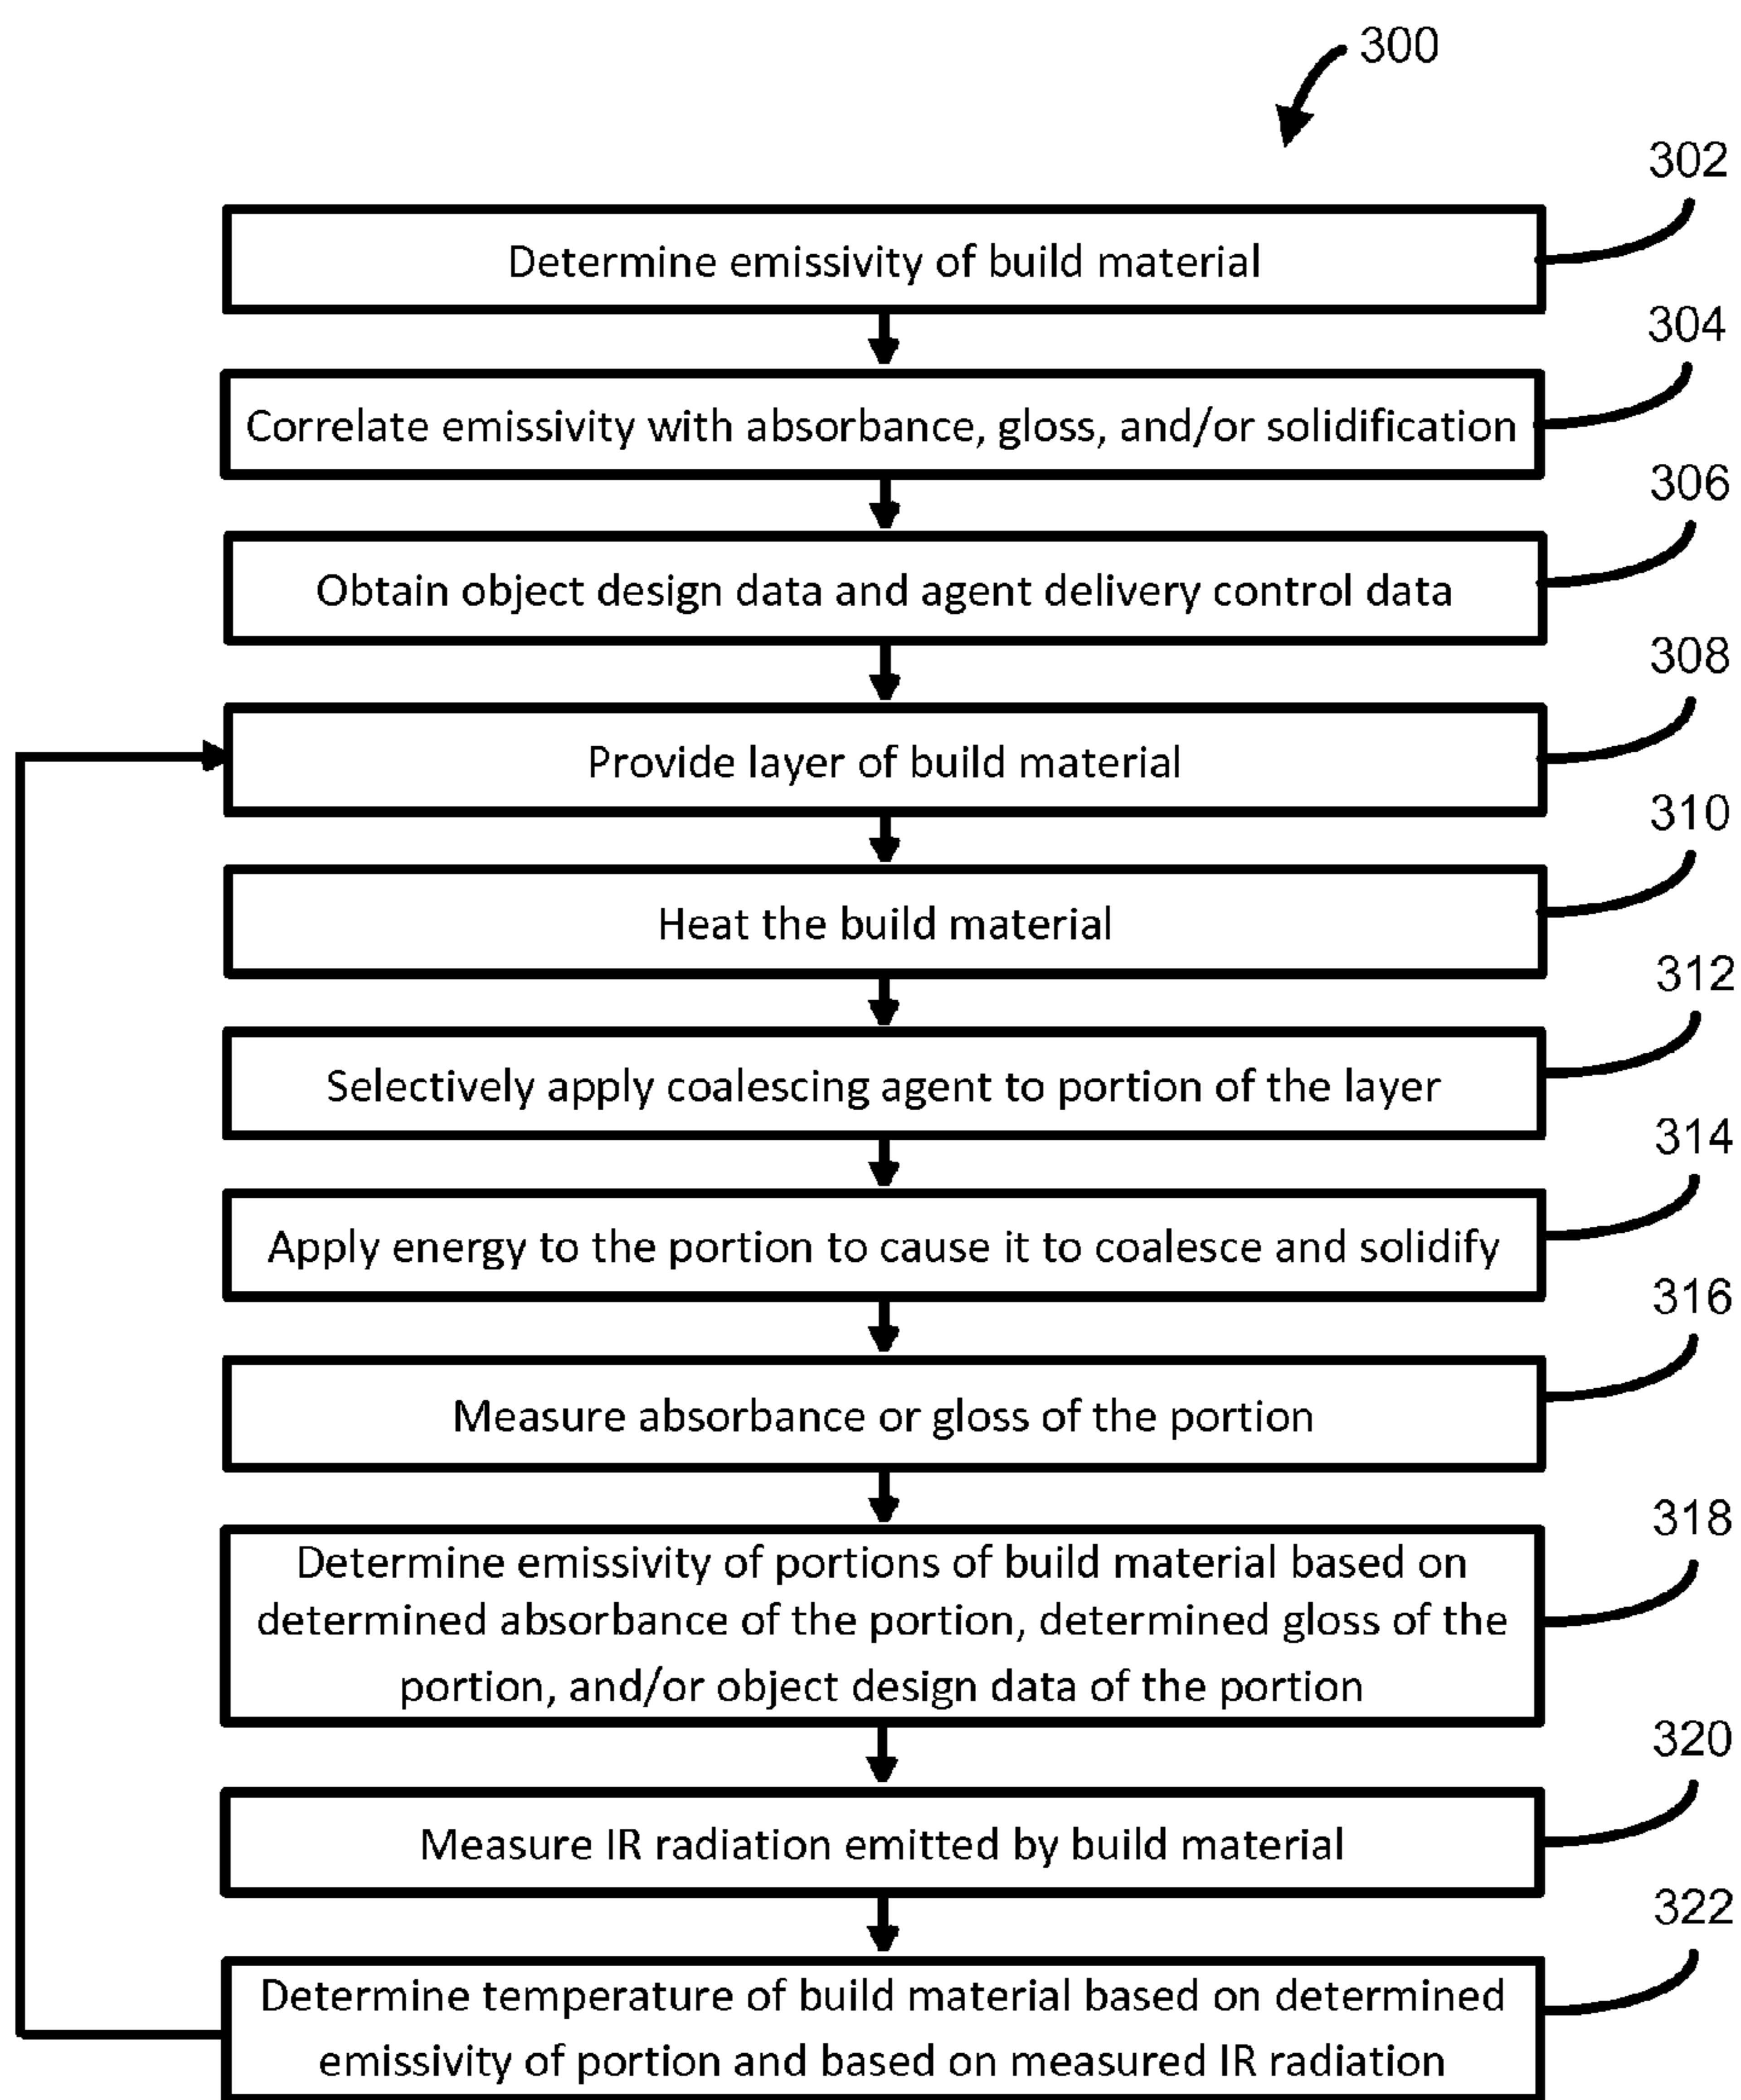 300
302
Determine emissivity of build material
304
Correlate emissivity with absorbance, gloss, and/or solidification
306
Obtain object design data and agent delivery control data
308
Provide layer of build material
310
Heat the build material
312
Selectively apply coalescing agent to portion of the layer
314
Apply energy to the portion to cause it to coalesce and solidify
316
Measure absorbance or gloss of the portion
318
Determine emissivity of portions of build material based on
determined absorbance of the portion, determined gloss of the
portion, and/or object design data of the portion
320
Measure IR radiation emitted by build material
322
Determine temperature of build material based on determined
emissivity of portion and based on measured IR radiation